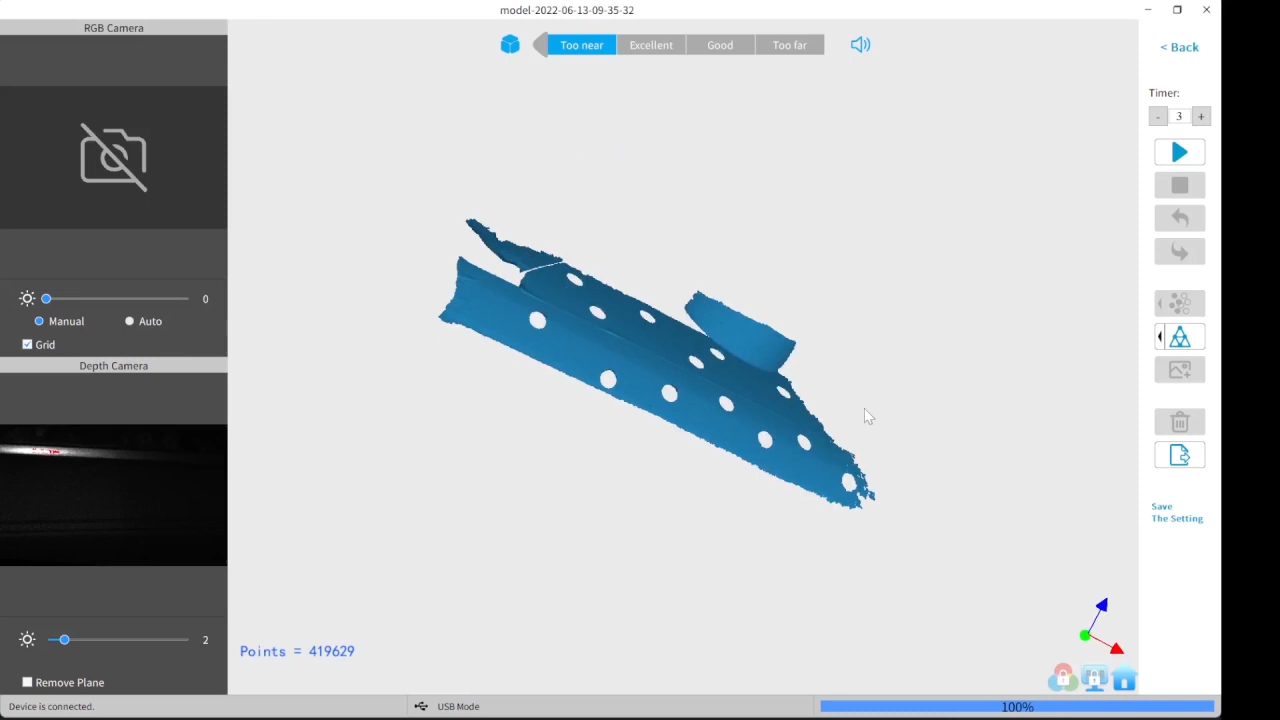 model-2022-06-13-09-35-32
RGB Camera
Too near
Excellent
Good
Too far
< Back
Timer:
- 3 +
0
Manual
Auto
Grid
Depth Camera
Save
The Setting
2
Points = 419629
Remove Plane
Device is connected.
USB Mode
100%